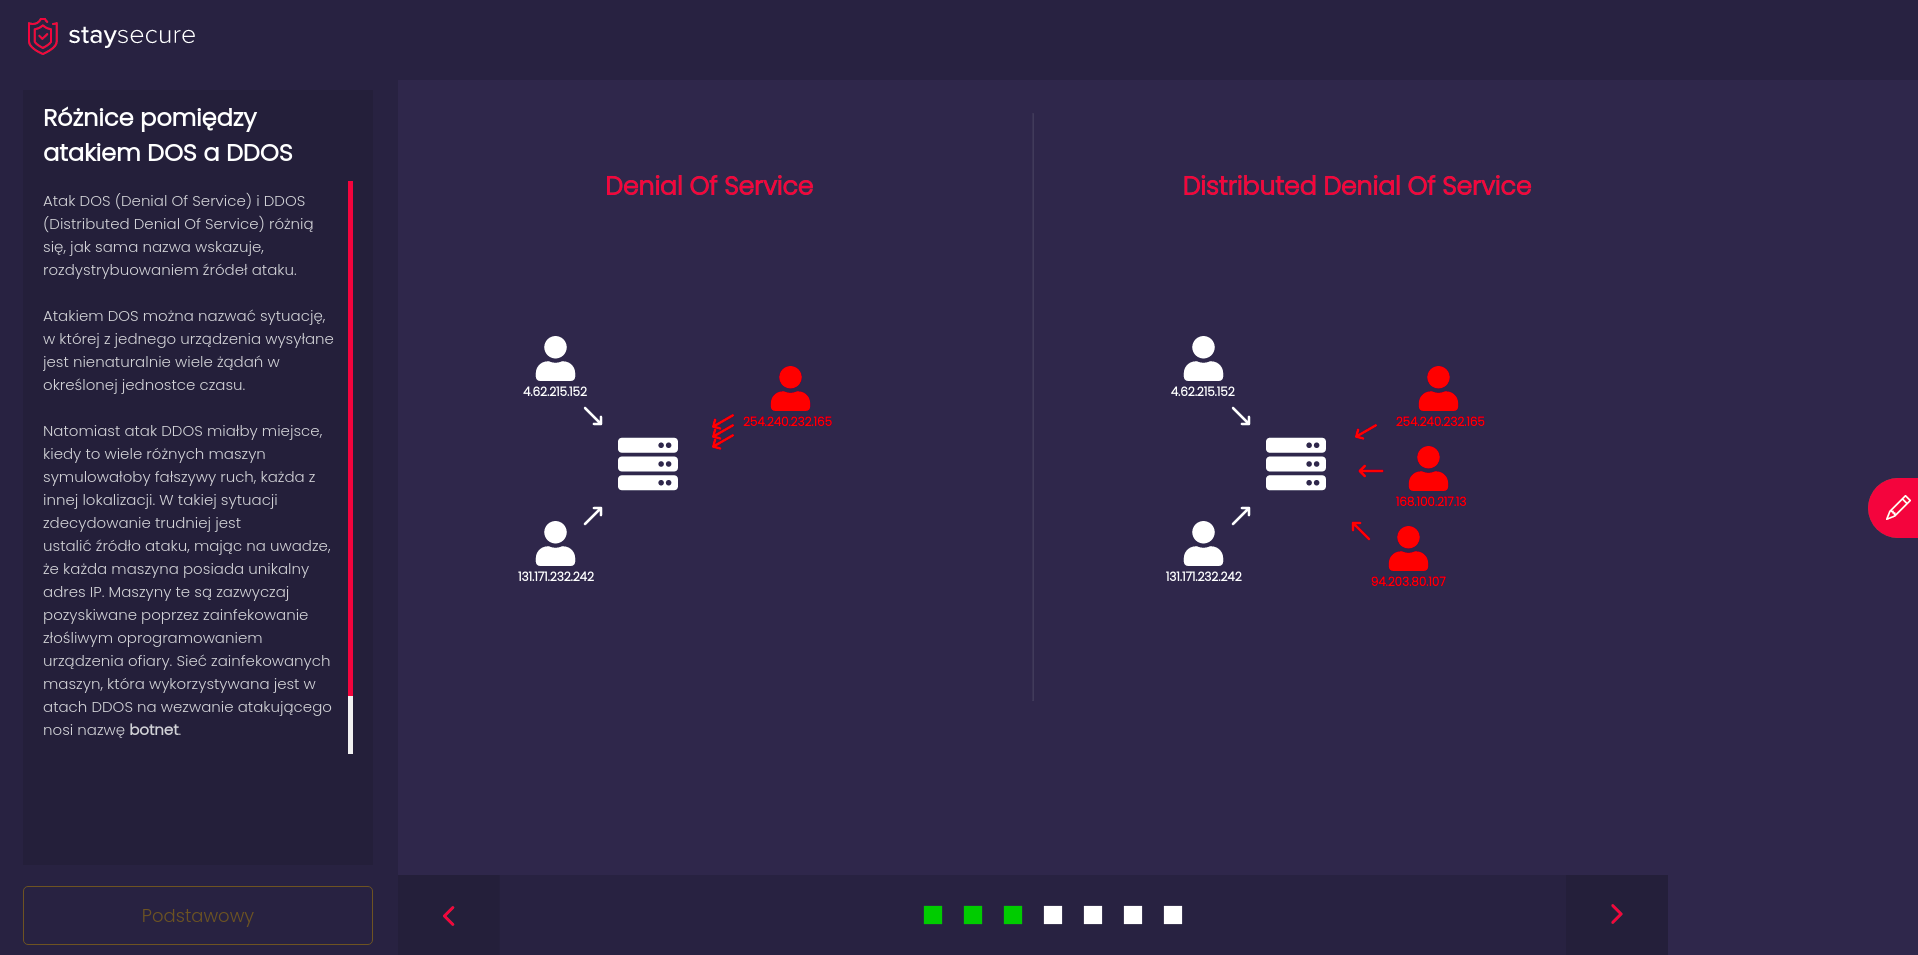 staysecure
Różnice pomiędzy
atakiem DOS a DDOS
Atak DOS (Denial Of Service) i DDOS
(Distributed Denial Of Service) różnią
się, jak sama nazwa wskazuje,
rozdystrybuowaniem źródeł ataku.
Atakiem DOS można nazwać sytuację,
w której z jednego urządzenia wysyłane
jest nienaturalnie wiele żądań w
określonej jednostce czasu.
Natomiast atak DDOS miałby miejsce,
kiedy to wiele różnych maszyn
symulowałoby fałszywy ruch, każda z
innej lokalizacji. W takiej sytuacji
zdecydowanie trudniej jest
ustalić źródło ataku, mając na uwadze,
że każda maszyna posiada unikalny
adres IP. Maszyny te są zazwyczaj
pozyskiwane poprzez zainfekowanie
złośliwym oprogramowaniem
urządzenia ofiary. Sieć zainfekowanych
maszyn, która wykorzystywana jest w
atach DDOS na wezwanie atakującego
nosi nazwę botnet.
Podstawowy
Denial Of Service
4.62.215.152
254.240.232.165
131.171.232.242
Distributed Denial Of Service
4.62.215.152
254.240.232.165
168.100.217.13
131.171.232.242
94.203.80.107